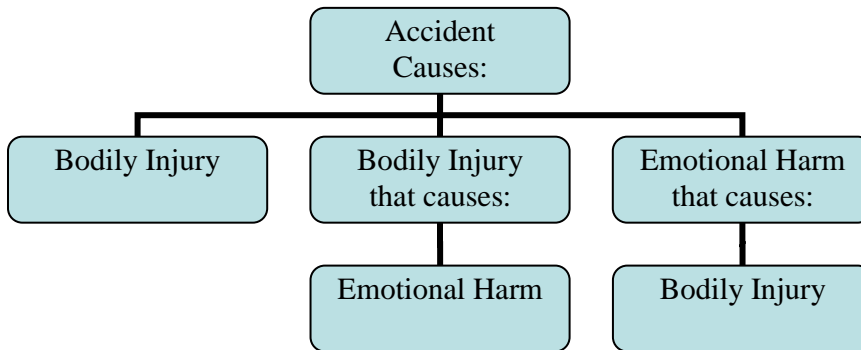 Accident
Causes:
Bodily Injury
Bodily Injury
that causes:
Emotional Harm
that causes:
Emotional Harm
Bodily Injury